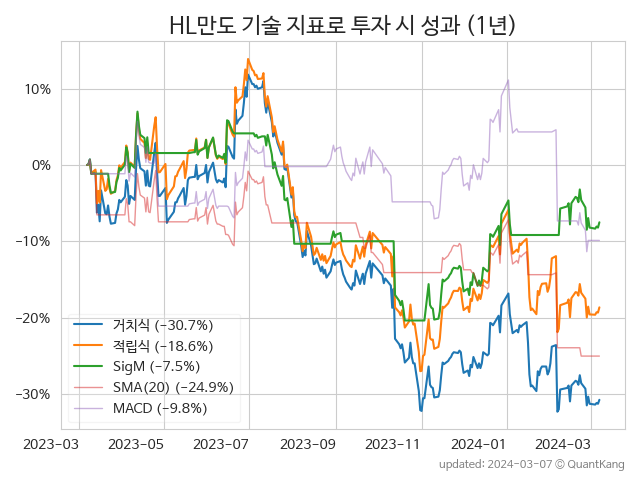 HL만도 기술 지표로 투자 시 성과 (1년)
10%
0%
−10%
−20%
−30%
거치식 (−30.7%)
적립식 (−18.6%)
SigM (−7.5%)
SMA(20) (−24.9%)
MACD (−9.8%)
2023-03 2023-05 2023-07 2023-09 2023-11 2024-01 2024-03
updated: 2024-03-07 © QuantKang